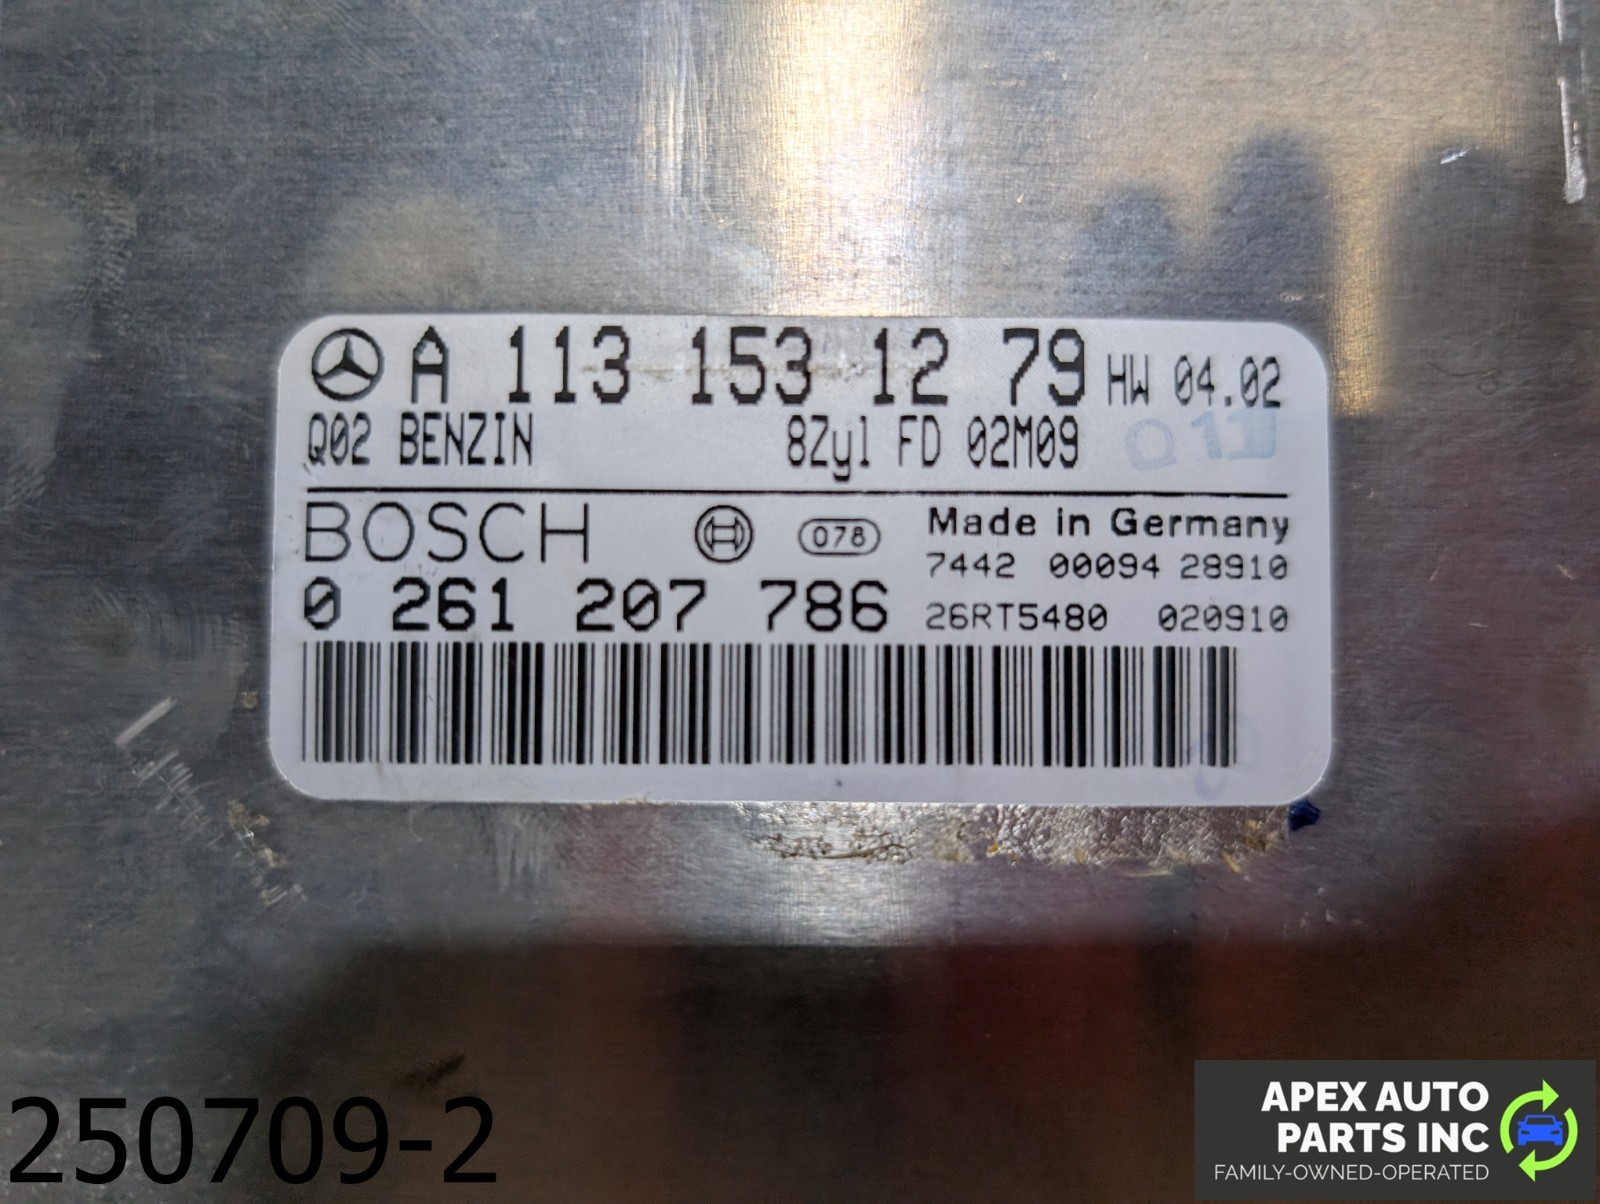 A 113 153 12 79 HW 04.02
Q02 BENZIN 8Zyl FD 02M09
Q11
BOSCH 078 Made in Germany
7442 00094 28910
0 261 207 786 26RT5480 020910
250709-2
APEX AUTO
PARTS INC
FAMILY-OWNED-OPERATED